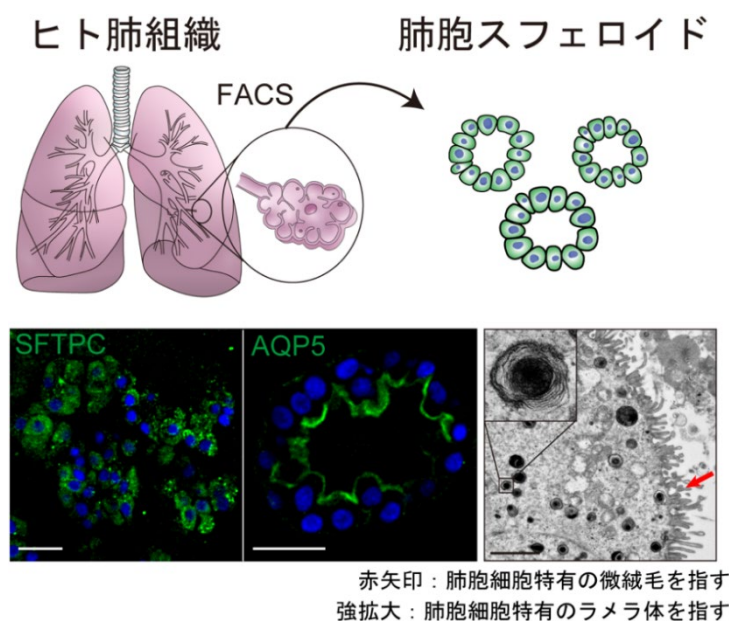 ヒト肺組織
肺胞スフェロイド
FACS
SFTPC
AQP5
赤矢印：肺胞細胞特有の微絨毛を指す
強拡大：肺胞細胞特有のラメラ体を指す